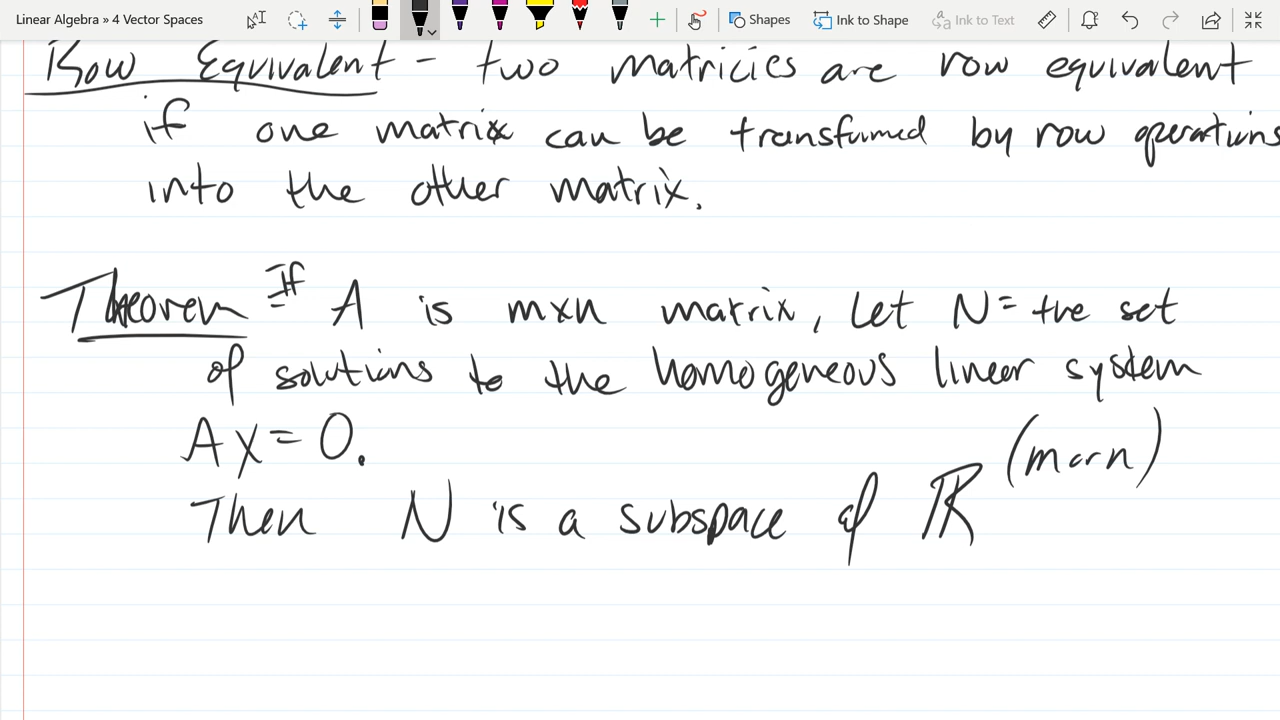 Linear Algebra » 4 Vector Spaces
Shapes
Ink to Shape
Ink to Text
Row Equivalent - two matricies are row equivalent
if one matrix can be transformed by row operations
into the other matrix.
Theorem If A is mxn matrix, Let N = the set
of solutions to the homogeneous linear system
AX = 0.
Then N is a subspace of ℝ (m or n)